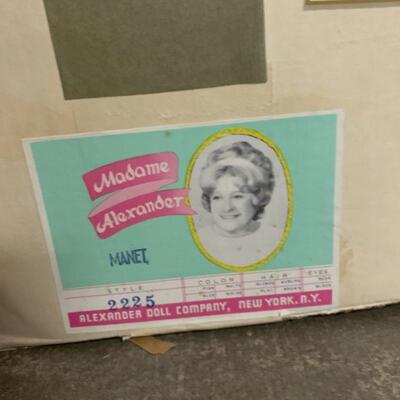 Madame
Alexander
MANET,
STYLE COLOR HAIR EYES
2225
ALEXANDER DOLL COMPANY, NEW YORK, N.Y.